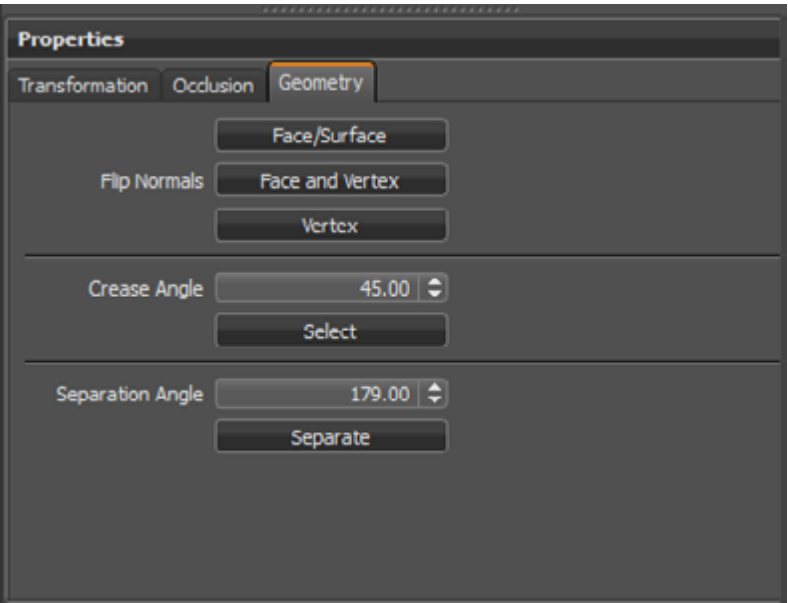 Properties
Transformation Occlusion Geometry
Face/Surface
Flip Normals Face and Vertex
Vertex
Crease Angle 45.00
Select
Separation Angle 179.00
Separate